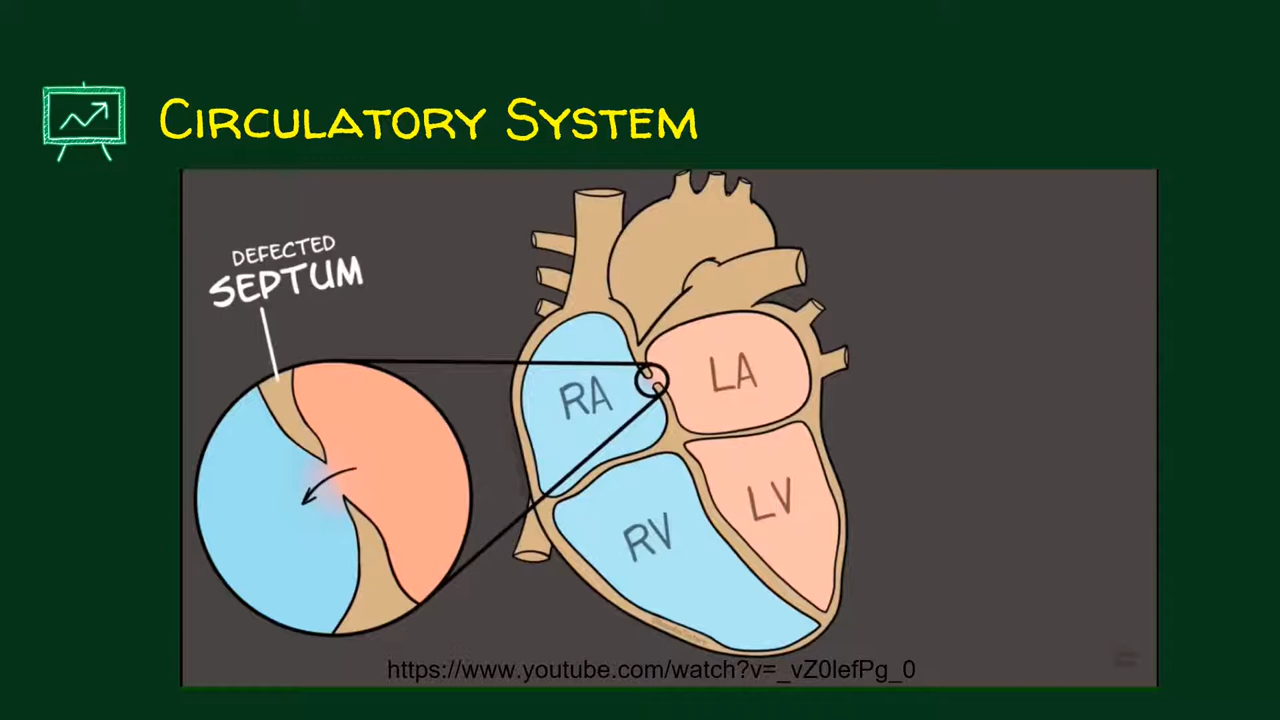 Circulatory System
DEFECTED
SEPTUM
RA
LA
RV
LV
https://www.youtube.com/watch?v=_vZ0lefPg_0